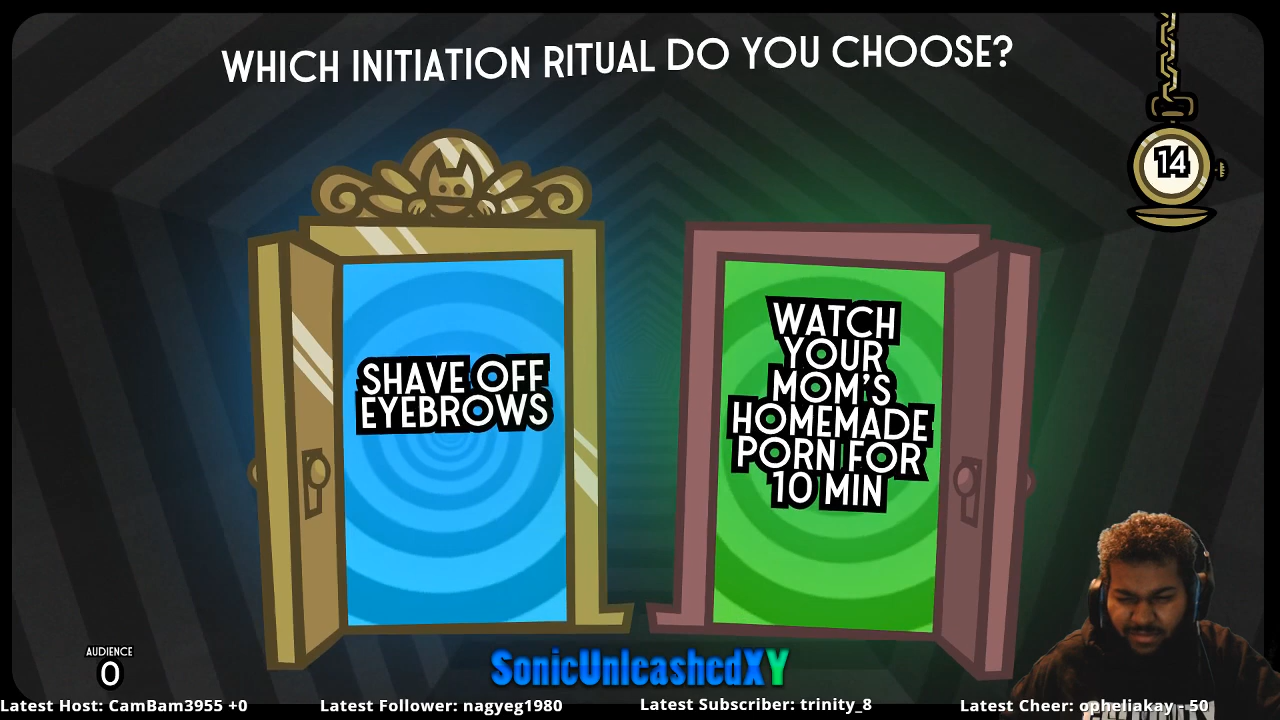 WHICH INITIATION RITUAL DO YOU CHOOSE?
14
SHAVE OFF
EYEBROWS
WATCH
YOUR
MOM'S
HOMEMADE
PORN FOR
10 MIN
AUDIENCE
0
SonicUnleashedXY
Latest Host: CamBam3955 +0
Latest Follower: nagyeg1980
Latest Subscriber: trinity_8
Latest Cheer: opheliakay - 50